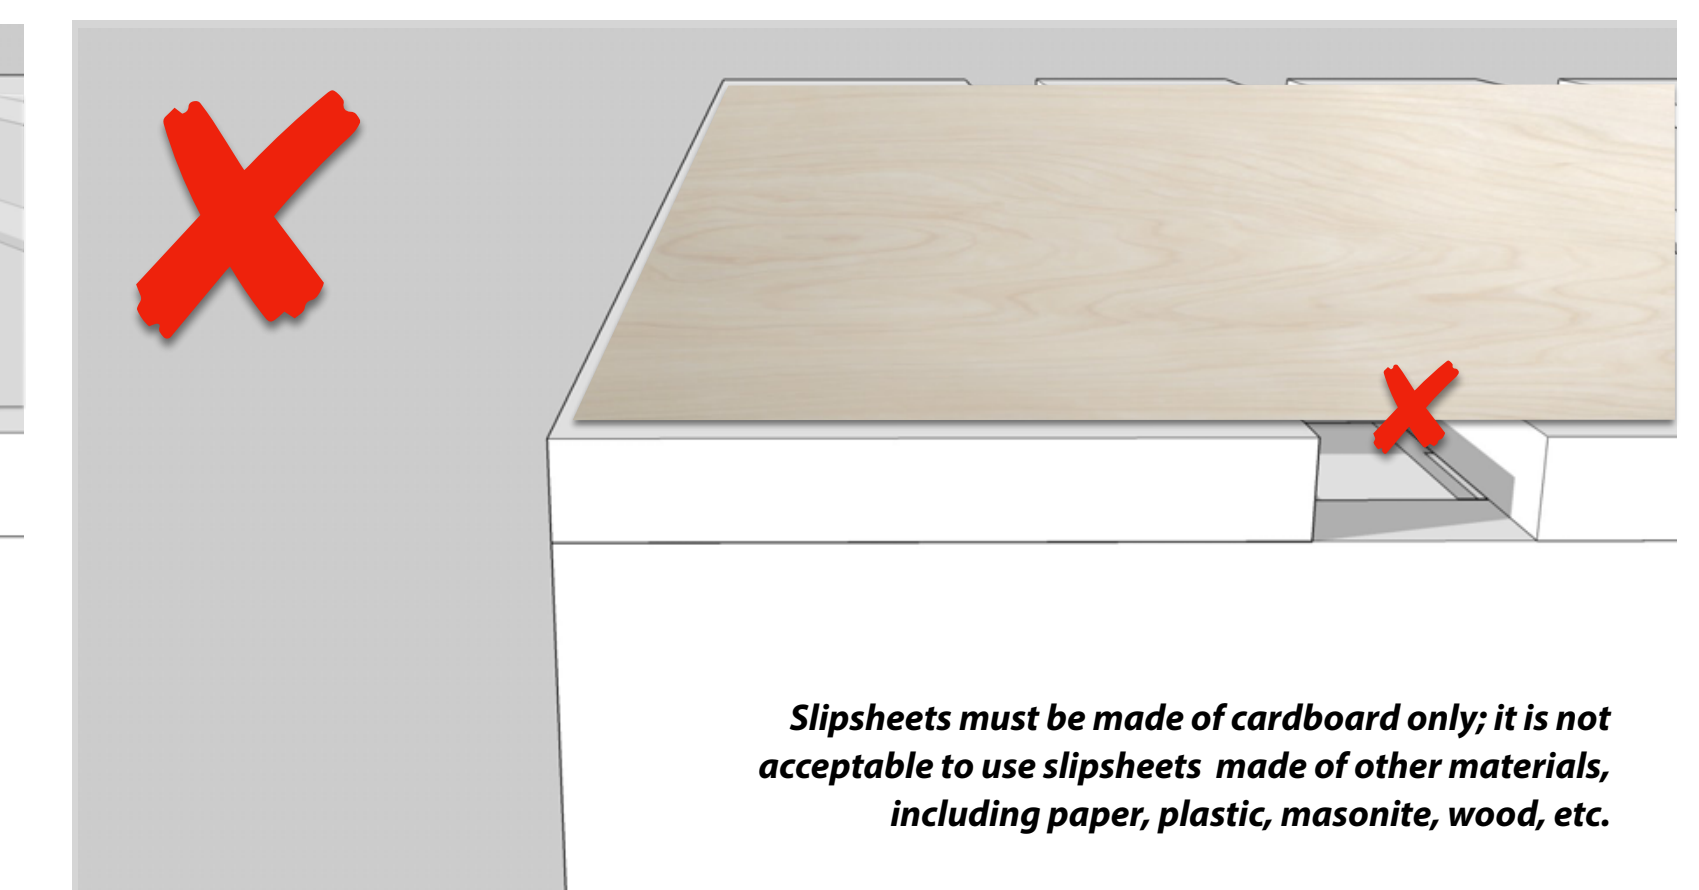 Slipsheets must be made of cardboard only; it is not
acceptable to use slipsheets  made of other materials,
including paper, plastic, masonite, wood, etc.